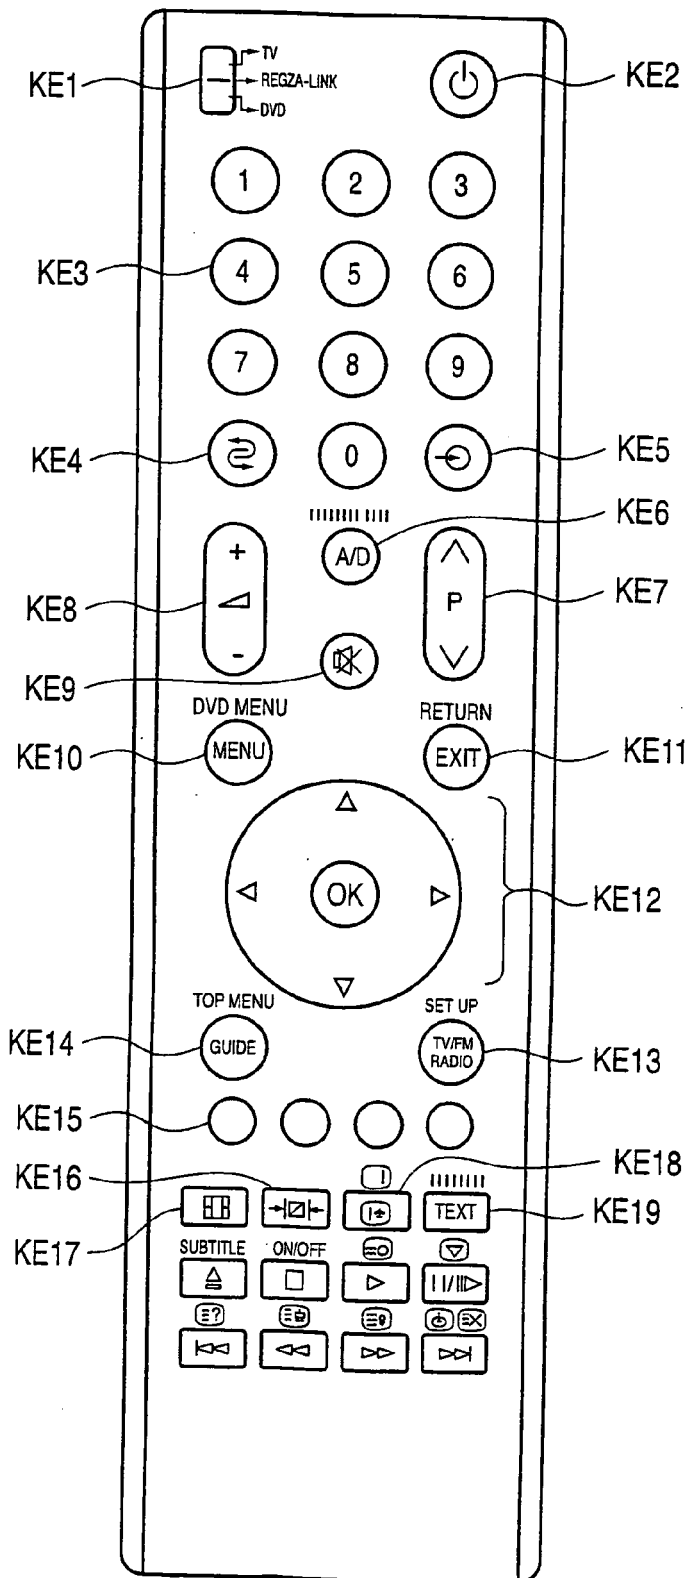 TV
KE1 REGZA-LINK KE2
DVD
1 2 3
KE3 4 5 6
7 8 9
KE4 0 KE5
KE6
A/D
+
KE8 P KE7
-
KE9
DVD MENU RETURN
KE10 MENU EXIT KE11
OK KE12
TOP MENU SET UP
KE14 GUIDE TV/FM RADIO KE13
KE15
KE16 KE18
TEXT KE19
KE17
SUBTITLE ON/OFF